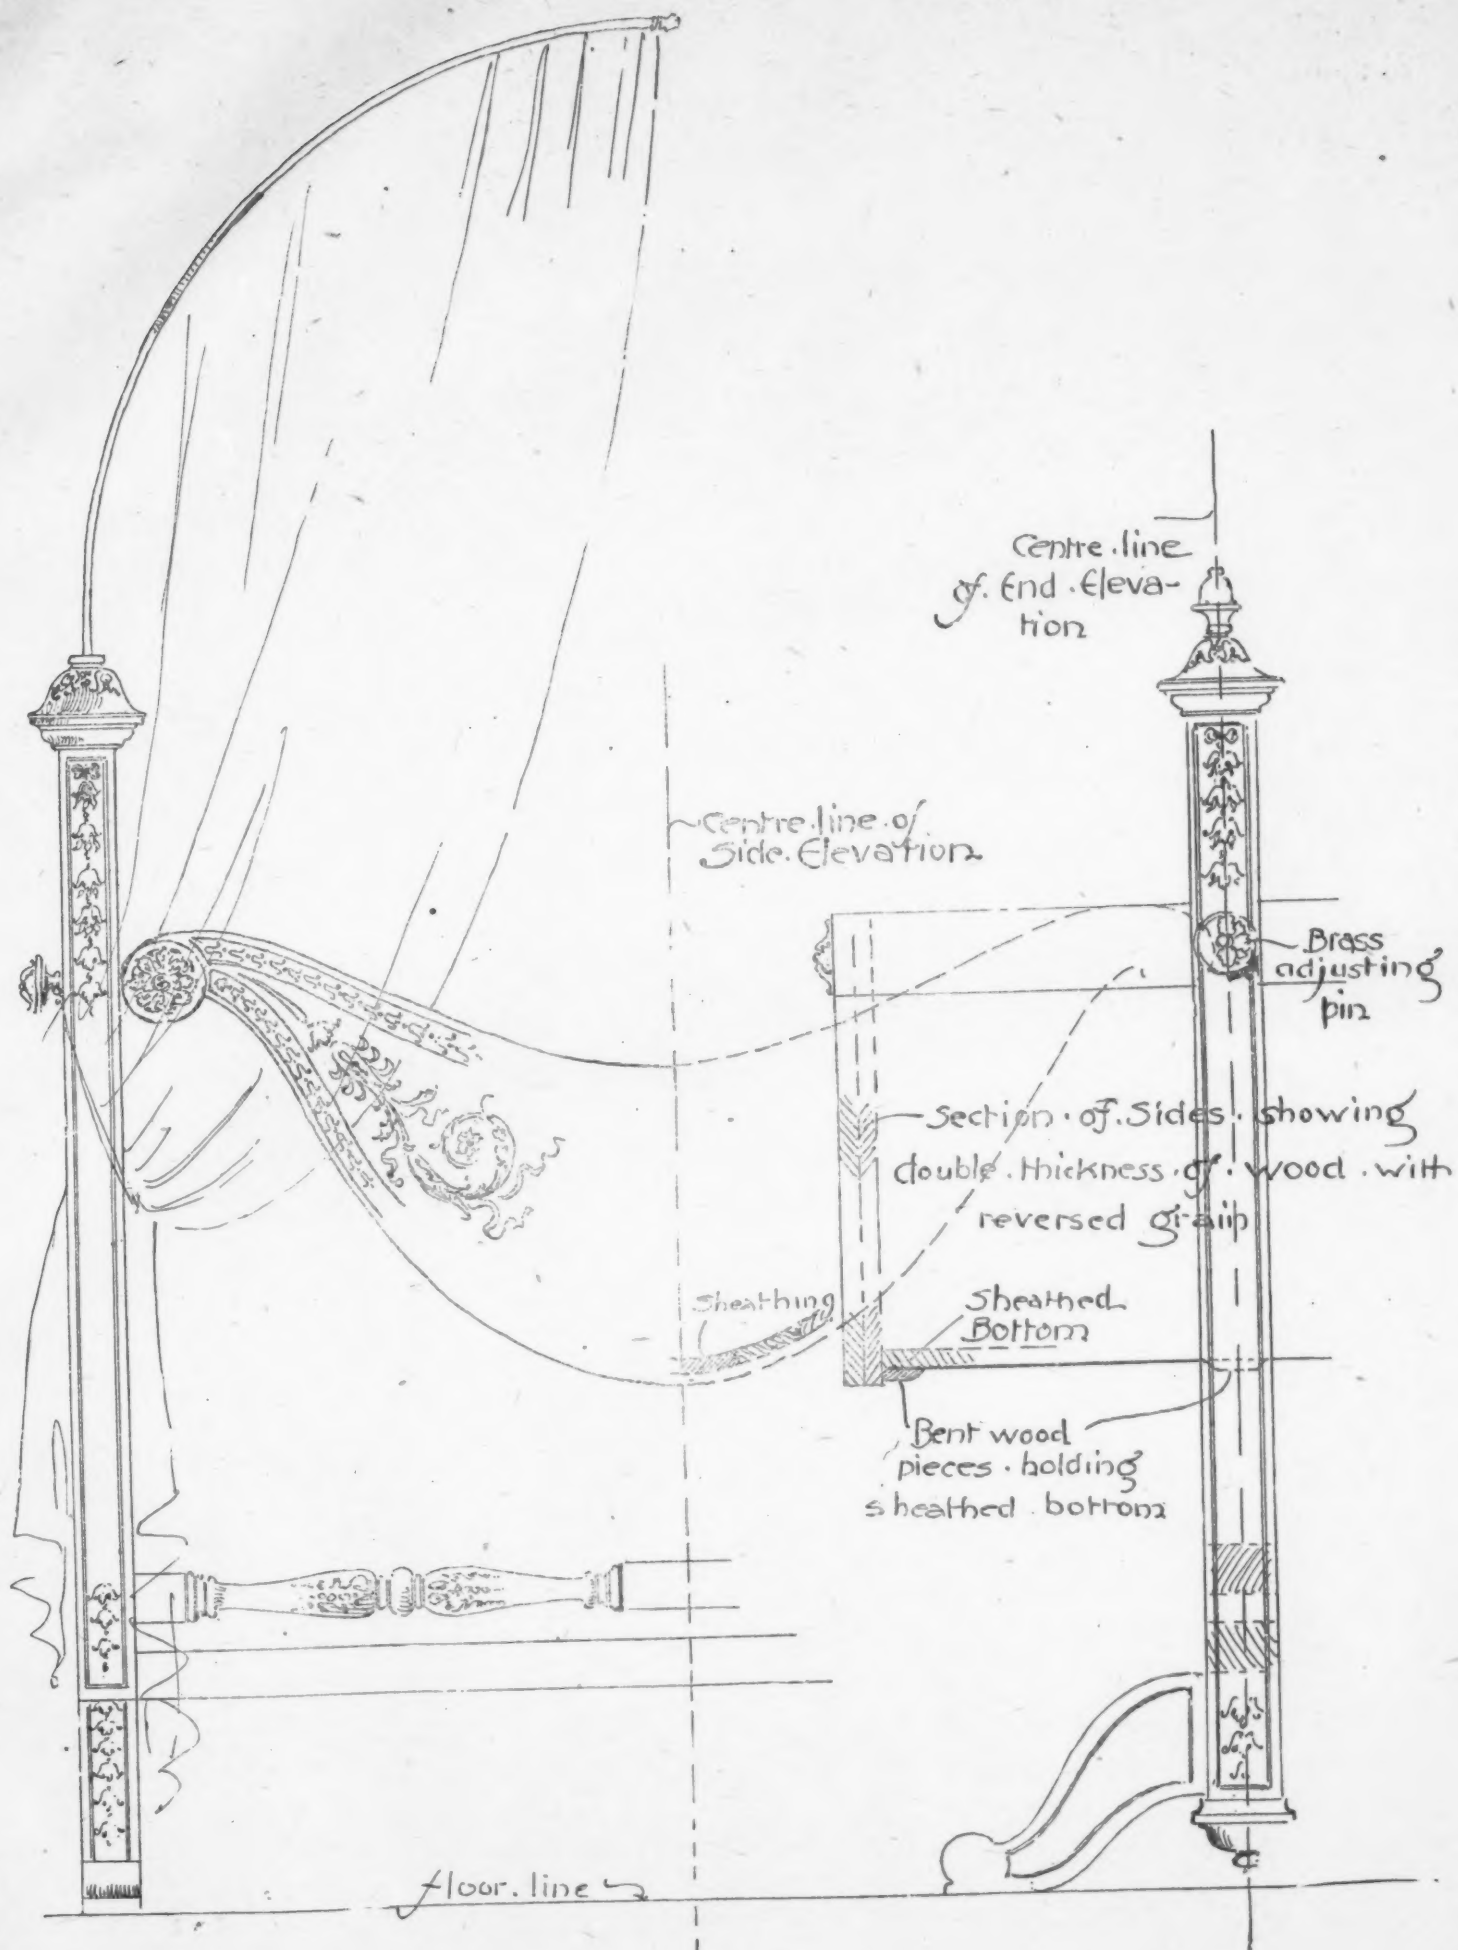 Centre line
of End Eleva-
tion
Centre line of
Side Elevation
Brass
adjusting
pin
Section of Sides showing
double thickness of wood with
reversed grain
Sheathing
Sheathed
Bottom
Bent wood
pieces holding
sheathed bottom
floor line